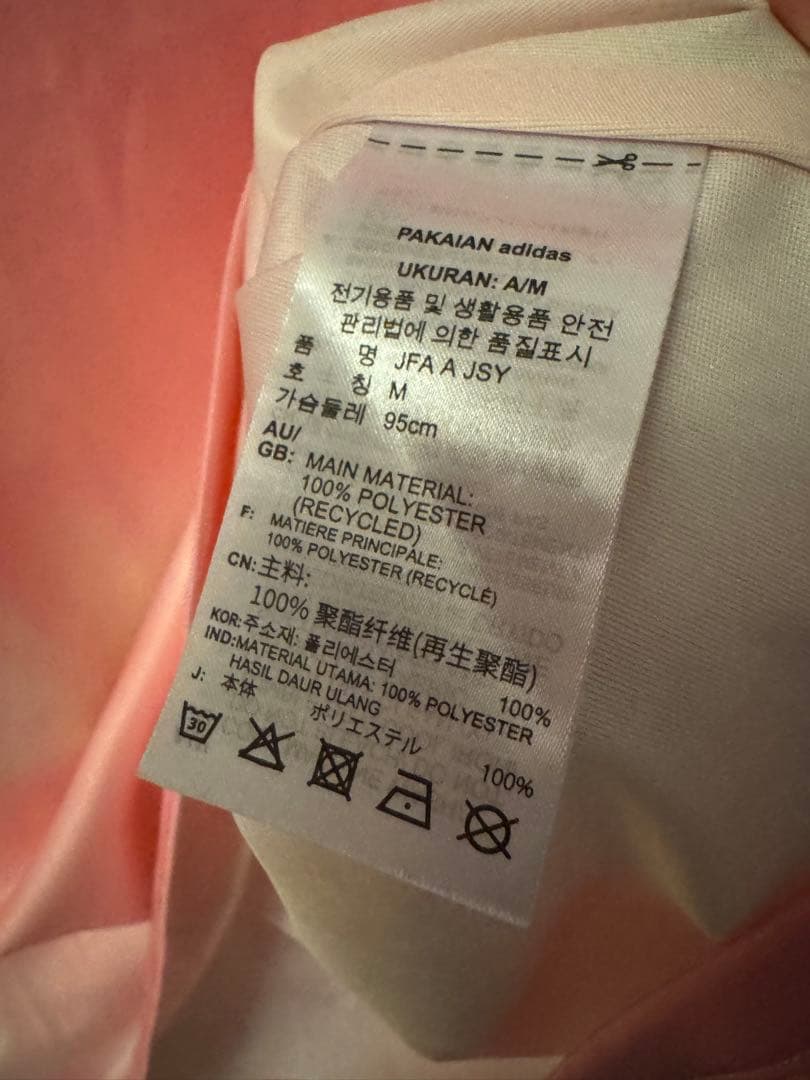 PAKAIAN adidas
UKURAN: A/M
전기용품 및 생활용품 안전
관리법에 의한 품질표시
품 명 JFA A JSY
호 칭 M
가슴둘레 95cm
AU/
GB: MAIN MATERIAL:
100% POLYESTER
(RECYCLED)
F: MATIERE PRINCIPALE:
100% POLYESTER (RECYCLÉ)
CN: 主料:
100% 聚酯纤维(再生聚酯)
KOR: 주소재: 폴리에스터 100%
IND: MATERIAL UTAMA: 100% POLYESTER
HASIL DAUR ULANG
J: 本体
ポリエステル 100%
30